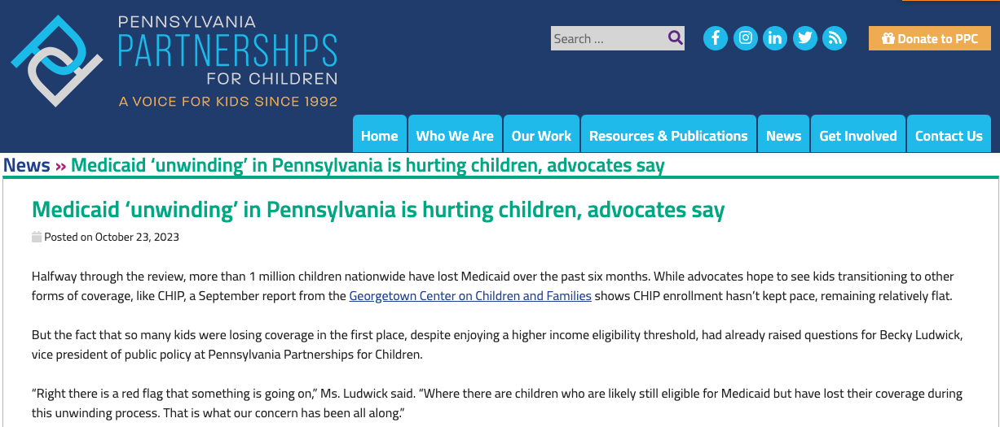 PENNSYLVANIA
PARTNERSHIPS
FOR CHILDREN
A VOICE FOR KIDS SINCE 1992
Search ...
Donate to PPC
Home Who We Are Our Work Resources & Publications News Get Involved Contact Us
News » Medicaid ‘unwinding’ in Pennsylvania is hurting children, advocates say
Medicaid ‘unwinding’ in Pennsylvania is hurting children, advocates say
Posted on October 23, 2023
Halfway through the review, more than 1 million children nationwide have lost Medicaid over the past six months. While advocates hope to see kids transitioning to other
forms of coverage, like CHIP, a September report from the Georgetown Center on Children and Families shows CHIP enrollment hasn’t kept pace, remaining relatively flat.
But the fact that so many kids were losing coverage in the first place, despite enjoying a higher income eligibility threshold, had already raised questions for Becky Ludwick,
vice president of public policy at Pennsylvania Partnerships for Children.
“Right there is a red flag that something is going on,” Ms. Ludwick said. “Where there are children who are likely still eligible for Medicaid but have lost their coverage during
this unwinding process. That is what our concern has been all along.”